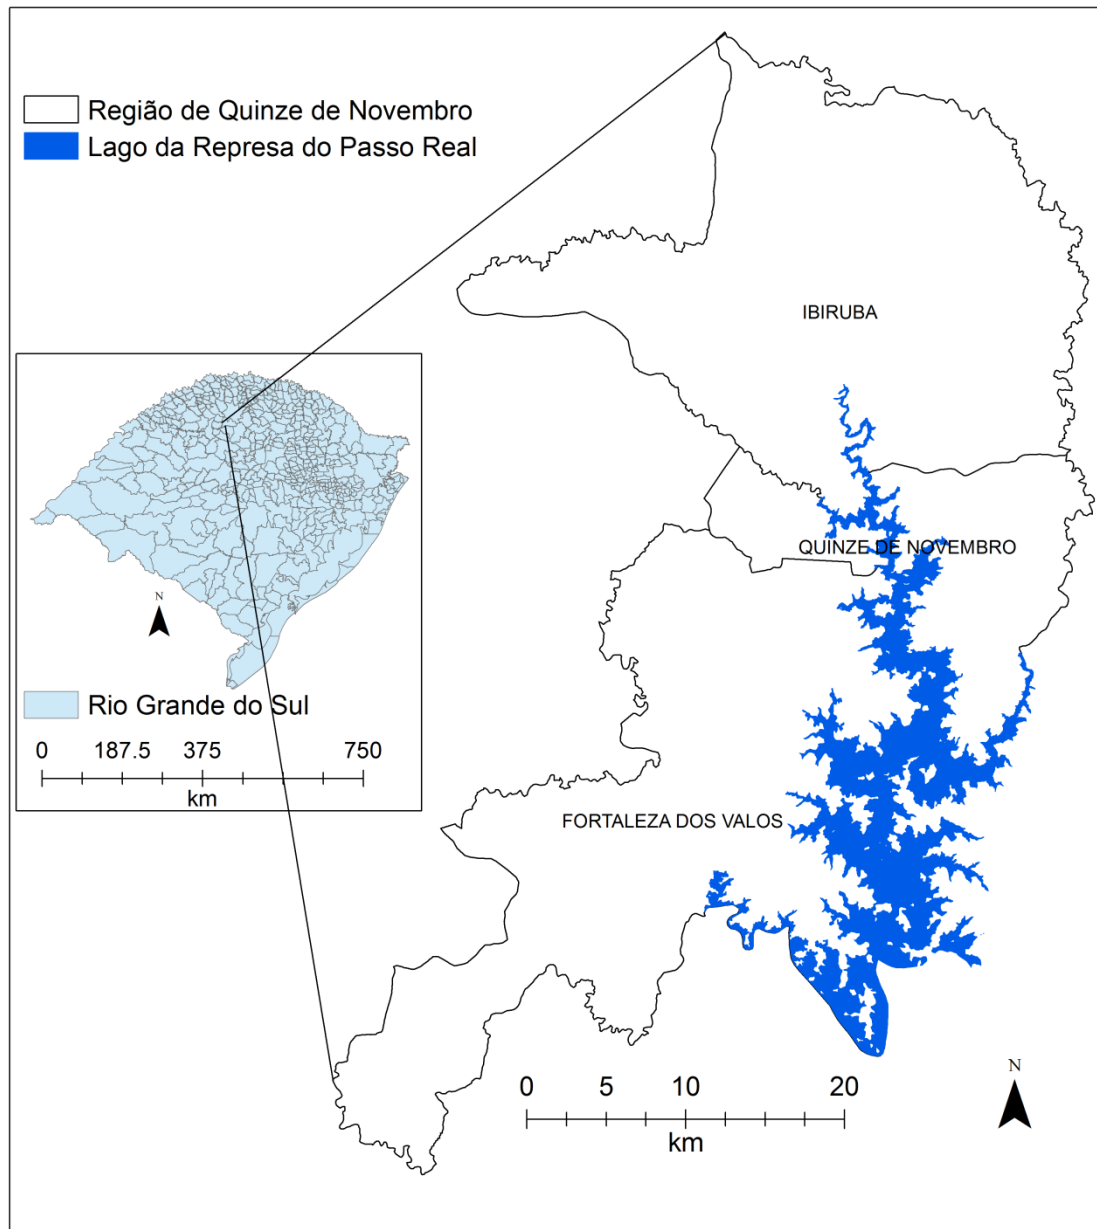 Região de Quinze de Novembro
Lago da Represa do Passo Real
IBIRUBA
QUINZE DE NOVEMBRO
N
Rio Grande do Sul
0 187.5 375 750
km
FORTALEZA DOS VALOS
0 5 10 20
km
N